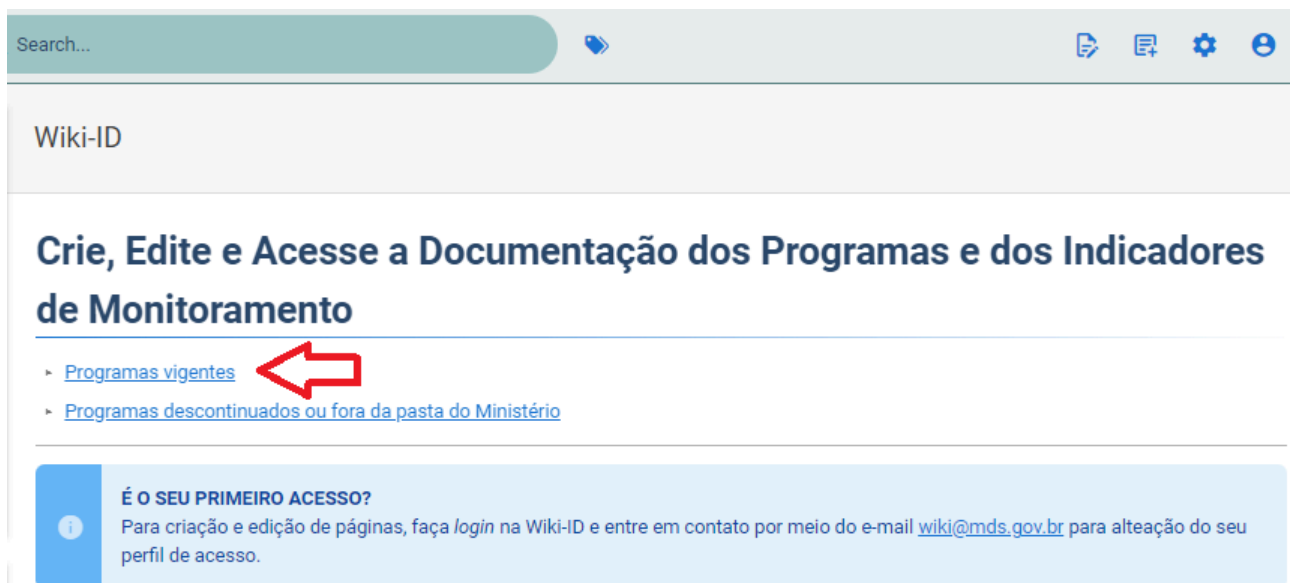 Search...
Wiki-ID
Crie, Edite e Acesse a Documentação dos Programas e dos Indicadores
de Monitoramento
Programas vigentes
Programas descontinuados ou fora da pasta do Ministério
É O SEU PRIMEIRO ACESSO?
Para criação e edição de páginas, faça login na Wiki-ID e entre em contato por meio do e-mail wiki@mds.gov.br para alteação do seu
perfil de acesso.